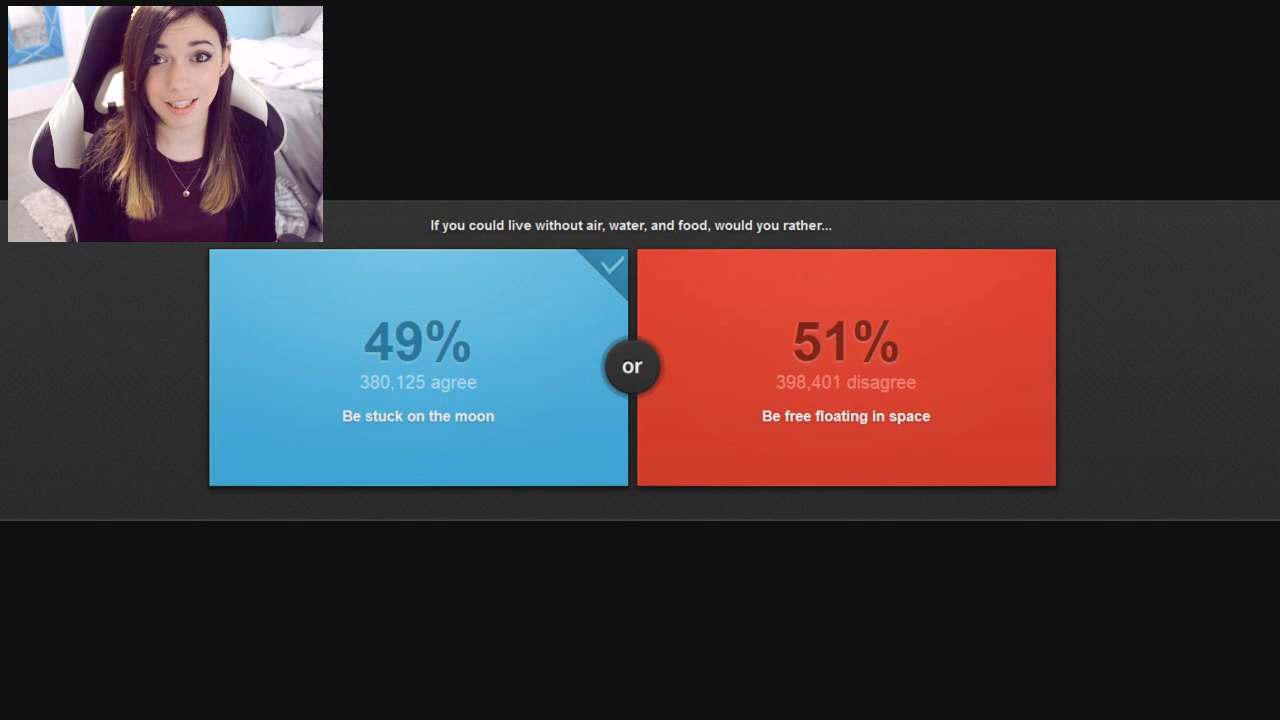 If you could live without air, water, and food, would you rather...
49%
380,125 agree
Be stuck on the moon
or
51%
398,401 disagree
Be free floating in space